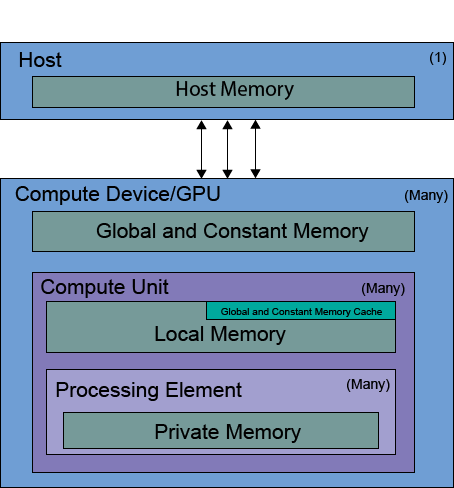 Host
(1)
Host Memory
Compute Device/GPU
(Many)
Global and Constant Memory
Compute Unit
(Many)
Global and Constant Memory Cache
Local Memory
Processing Element
(Many)
Private Memory